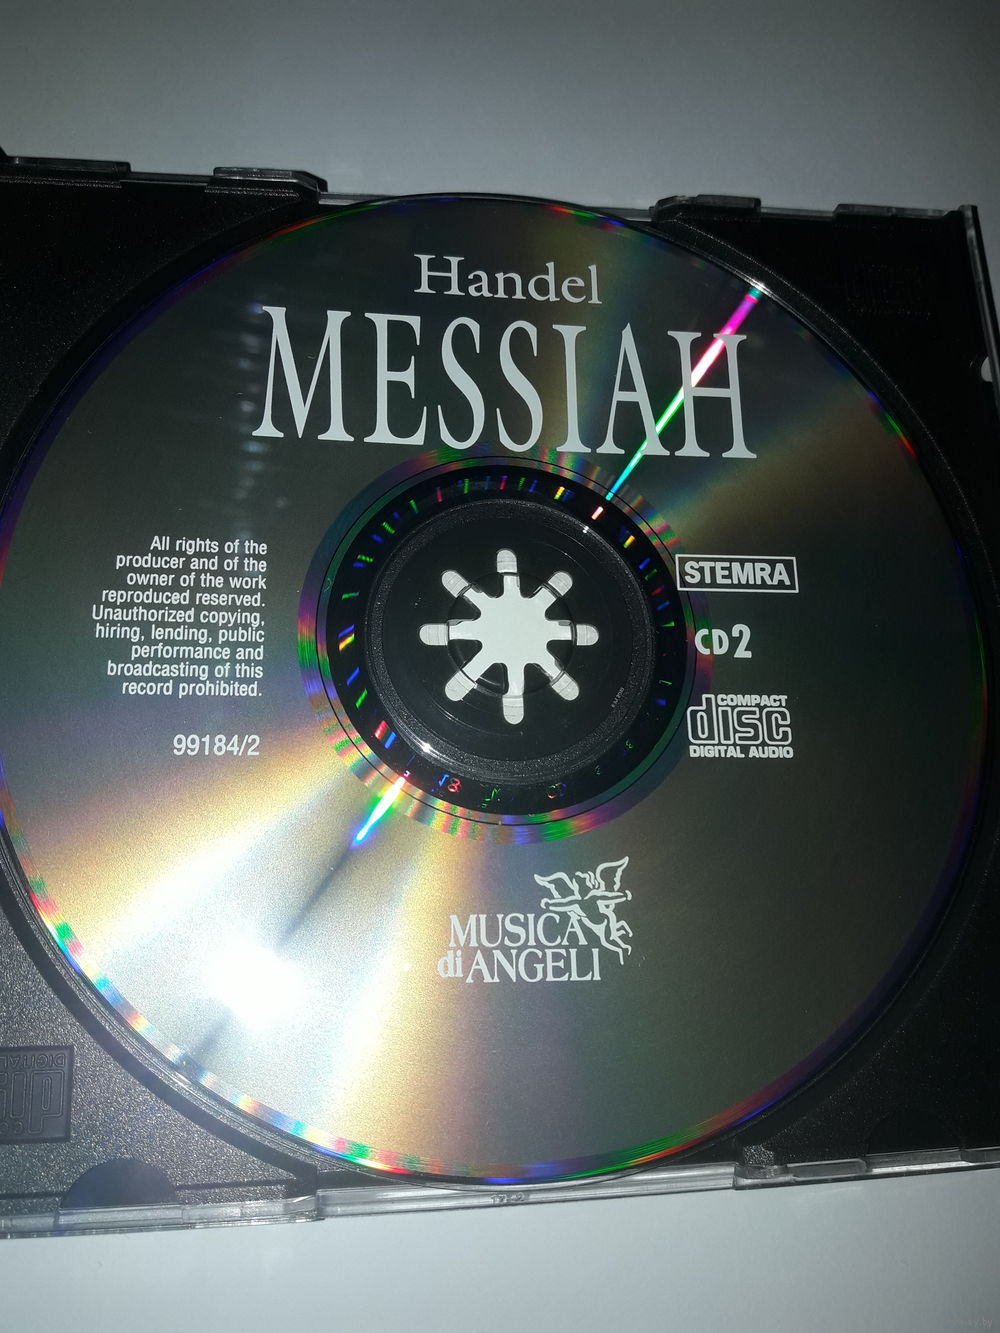 Handel
MESSIAH
All rights of the
producer and of the
owner of the work
reproduced reserved.
Unauthorized copying,
hiring, lending, public
performance and
broadcasting of this
record prohibited.
99184/2
STEMRA
CD2
COMPACT
disc
DIGITAL AUDIO
MUSICA
di ANGELI